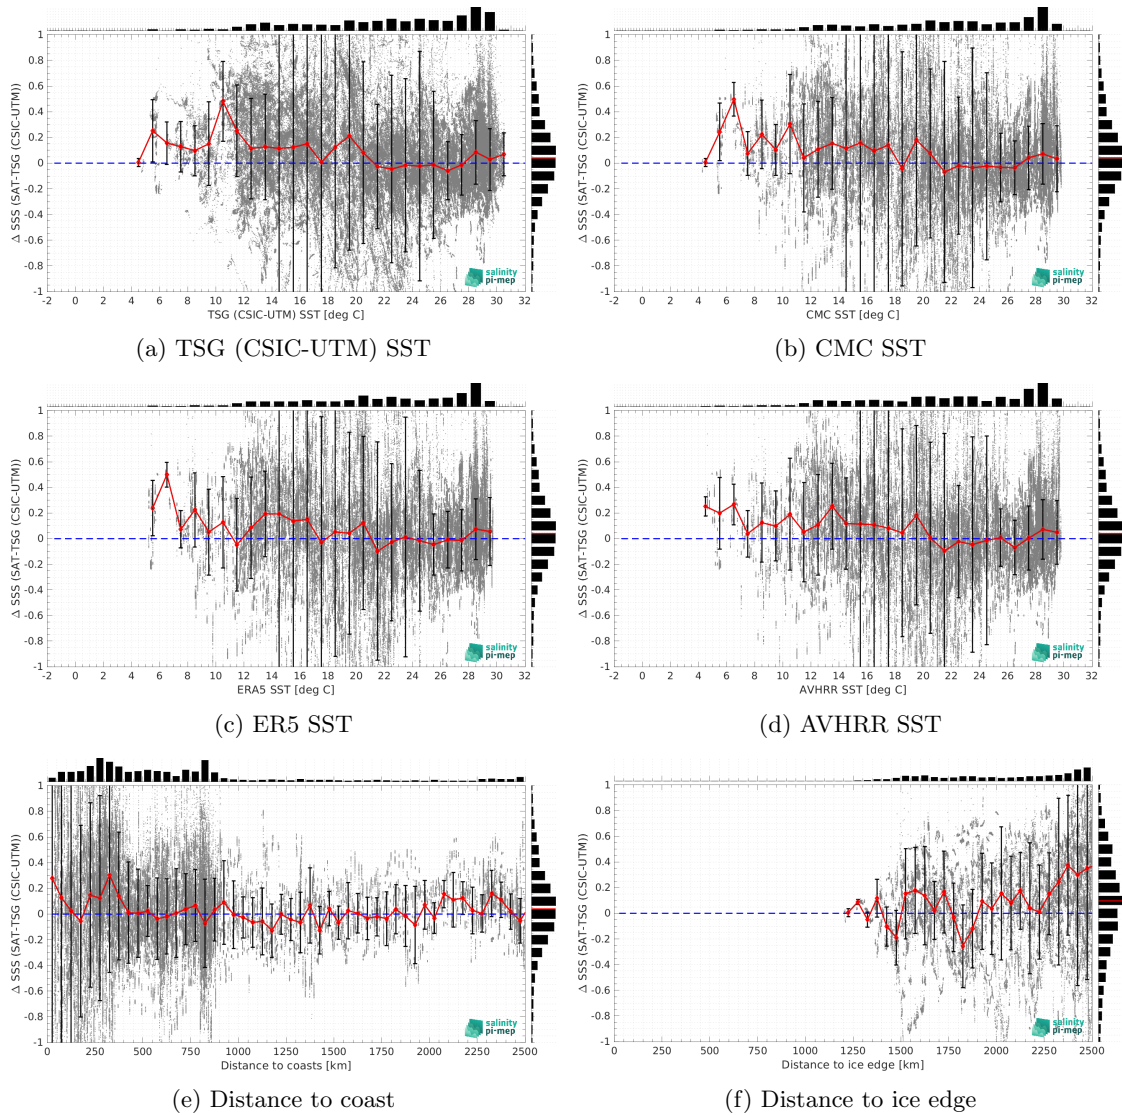 1
0.8
0.6
0.4
0.2
0
-0.2
-0.4
-0.6
-0.8
-1
Δ SSS (SAT-TSG (CSIC-UTM))
salinity
pi-mep
-2 0 2 4 6 8 10 12 14 16 18 20 22 24 26 28 30 32
TSG (CSIC-UTM) SST [deg C]
(a) TSG (CSIC-UTM) SST
1
0.8
0.6
0.4
0.2
0
-0.2
-0.4
-0.6
-0.8
-1
Δ SSS (SAT-TSG (CSIC-UTM))
salinity
pi-mep
-2 0 2 4 6 8 10 12 14 16 18 20 22 24 26 28 30 32
CMC SST [deg C]
(b) CMC SST
1
0.8
0.6
0.4
0.2
0
-0.2
-0.4
-0.6
-0.8
-1
Δ SSS (SAT-TSG (CSIC-UTM))
salinity
pi-mep
-2 0 2 4 6 8 10 12 14 16 18 20 22 24 26 28 30 32
ERA5 SST [deg C]
(c) ER5 SST
1
0.8
0.6
0.4
0.2
0
-0.2
-0.4
-0.6
-0.8
-1
Δ SSS (SAT-TSG (CSIC-UTM))
salinity
pi-mep
-2 0 2 4 6 8 10 12 14 16 18 20 22 24 26 28 30 32
AVHRR SST [deg C]
(d) AVHRR SST
1
0.8
0.6
0.4
0.2
0
-0.2
-0.4
-0.6
-0.8
-1
Δ SSS (SAT-TSG (CSIC-UTM))
salinity
pi-mep
0 250 500 750 1000 1250 1500 1750 2000 2250 2500
Distance to coasts [km]
(e) Distance to coast
1
0.8
0.6
0.4
0.2
0
-0.2
-0.4
-0.6
-0.8
-1
Δ SSS (SAT-TSG (CSIC-UTM))
salinity
pi-mep
0 250 500 750 1000 1250 1500 1750 2000 2250 2500
Distance to ice edge [km]
(f) Distance to ice edge